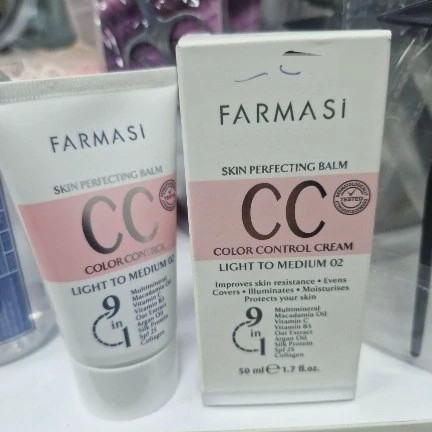 FARMASi
SKIN PERFECTING BALM
CC
COLOR CONTROL
LIGHT TO MEDIUM 02
9 in 1
Multimineral
Macadamia Oil
Vitamin C
Vitamin B3
Oat Extract
Argan Oil
Silk Protein
Spf 25
Collagen
FARMASi
SKIN PERFECTING BALM
CC
TESTED
COLOR CONTROL CREAM
LIGHT TO MEDIUM 02
Improves skin resistance • Evens
Covers • Illuminates • Moisturises
Protects your skin
9 in 1
Multimineral
Macadamia Oil
Vitamin C
Vitamin B3
Oat Extract
Argan Oil
Silk Protein
Spf 25
Collagen
50 ml ℮ 1.7 fl.oz.